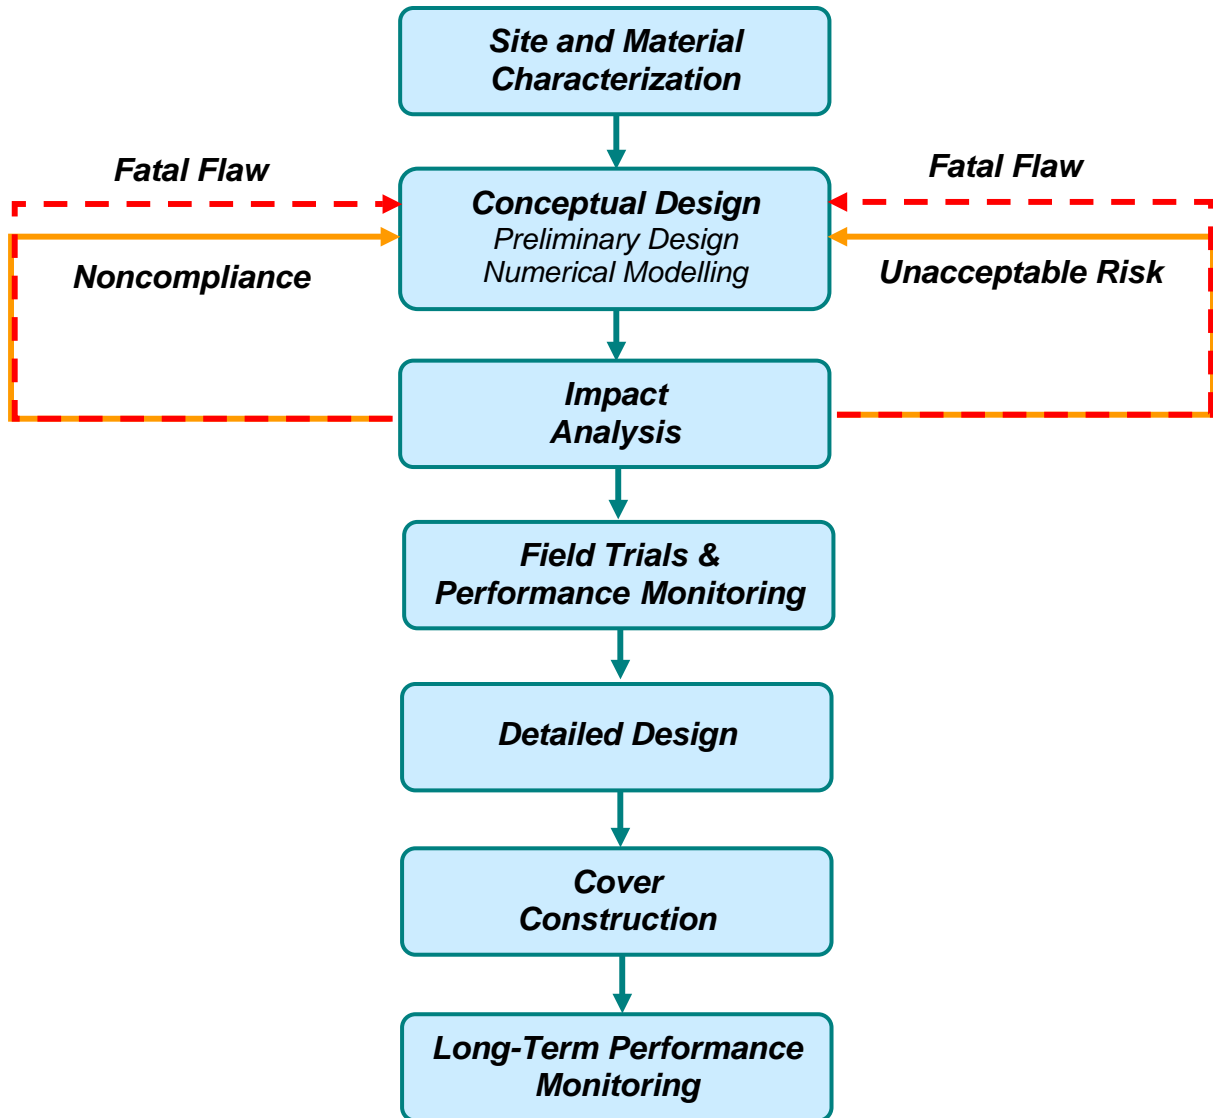 Site and Material
Characterization
Fatal Flaw
Fatal Flaw
Conceptual Design
Preliminary Design
Numerical Modelling
Noncompliance
Unacceptable Risk
Impact
Analysis
Field Trials &
Performance Monitoring
Detailed Design
Cover
Construction
Long-Term Performance
Monitoring